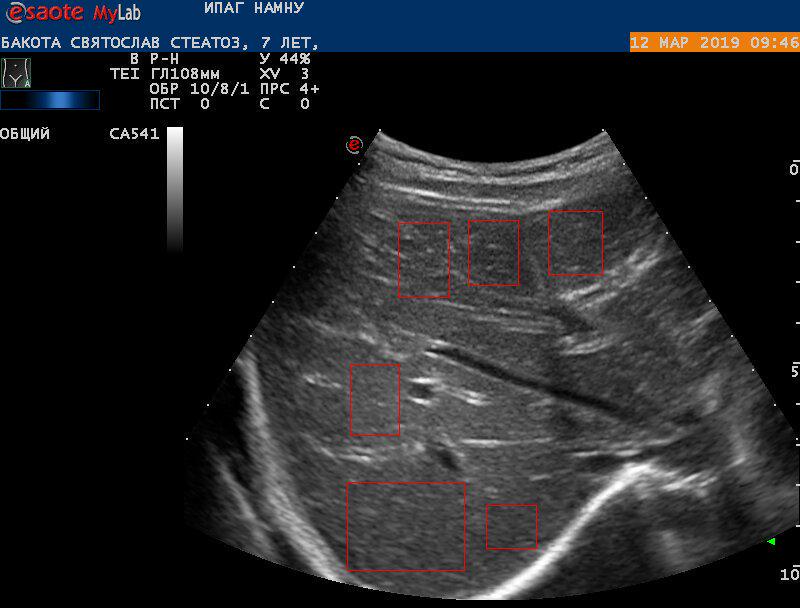 esaote MyLab
ИПАГ НАМНУ
БАКОТА СВЯТОСЛАВ СТЕАТОЗ, 7 ЛЕТ,
12 МАР 2019 09:46
B Р-Н У 44%
TEI ГЛ108мм XV 3
ОБР 10/8/1 ПРС 4+
ПСТ 0 С 0
A
ОБЩИЙ CA541
e
0
5
10